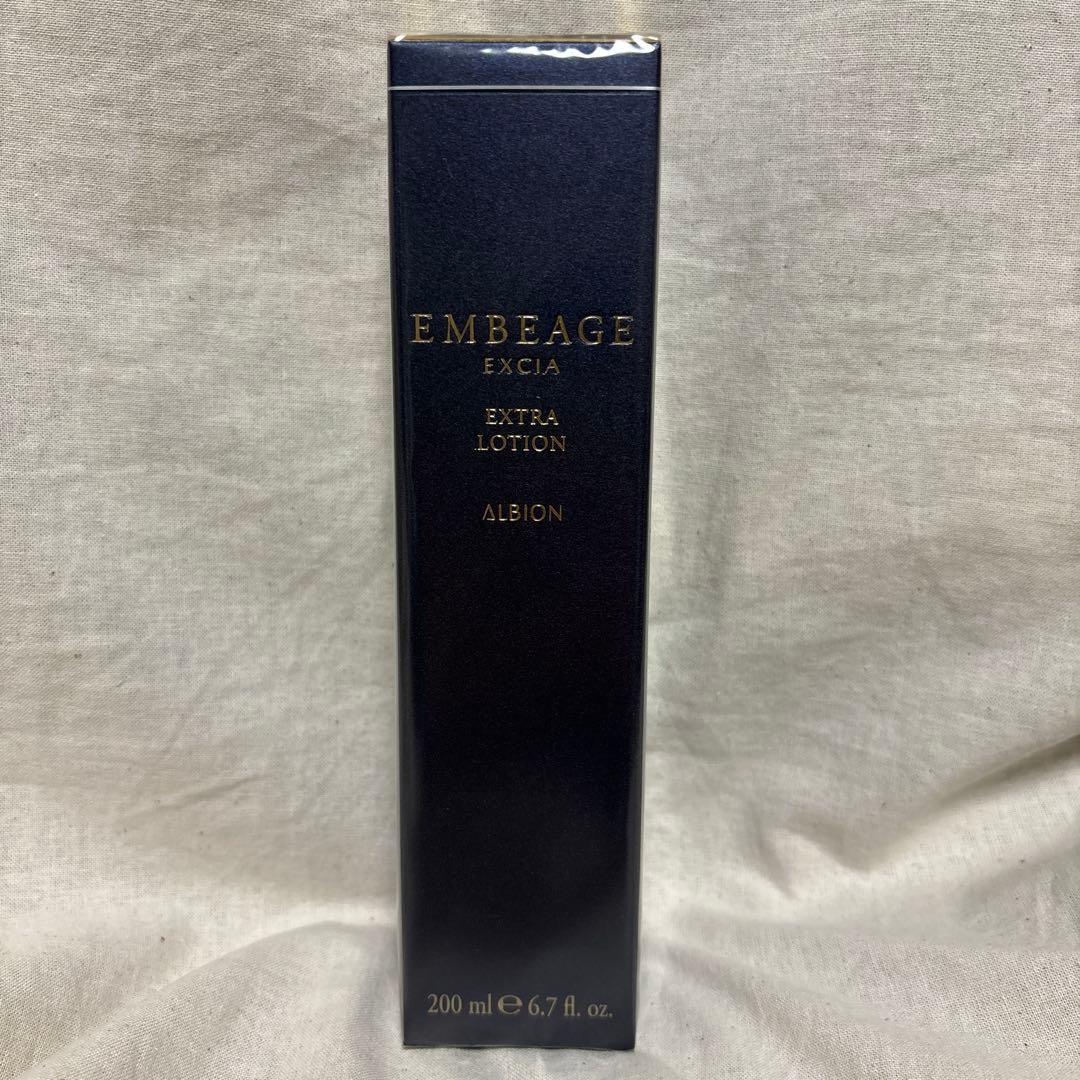 EMBEAGE
EXCIA
EXTRA
LOTION
ALBION
200 ml ℮ 6.7 fl. oz.